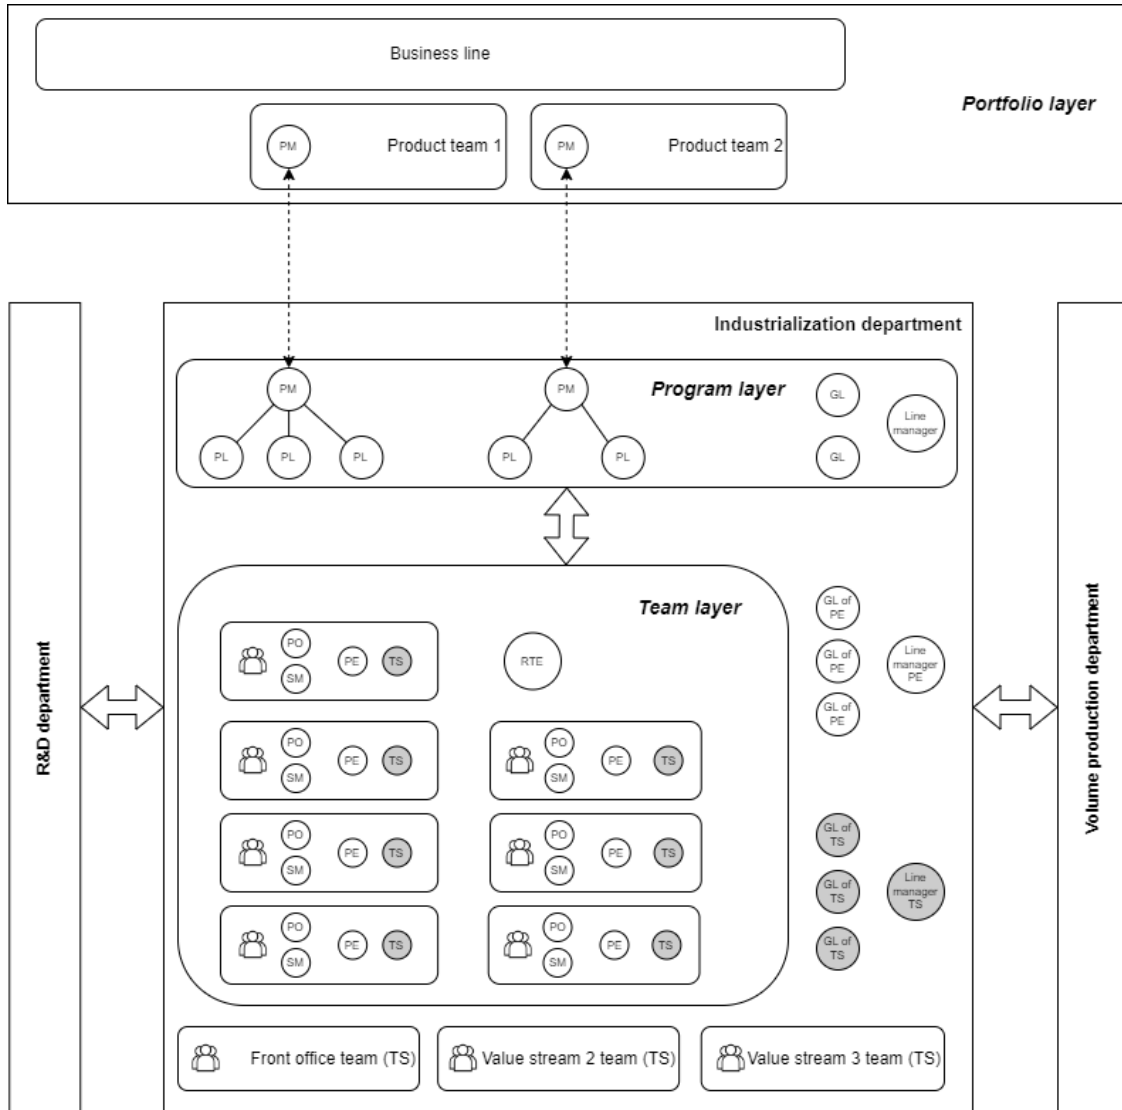 Business line
Portfolio layer
PM
Product team 1
PM
Product team 2
Industrialization department
PM
PM
Program layer
GL
Line
manager
PL
PL
PL
PL
PL
GL
R&D department
Volume production department
Team layer
GL of
PE
PO
SM
PE
TS
RTE
GL of
PE
Line
manager
PE
GL of
PE
PO
SM
PE
TS
PO
SM
PE
TS
PO
SM
PE
TS
PO
SM
PE
TS
GL of
TS
GL of
TS
Line
manager
TS
PO
SM
PE
TS
PO
SM
PE
TS
GL of
TS
Front office team (TS)
Value stream 2 team (TS)
Value stream 3 team (TS)